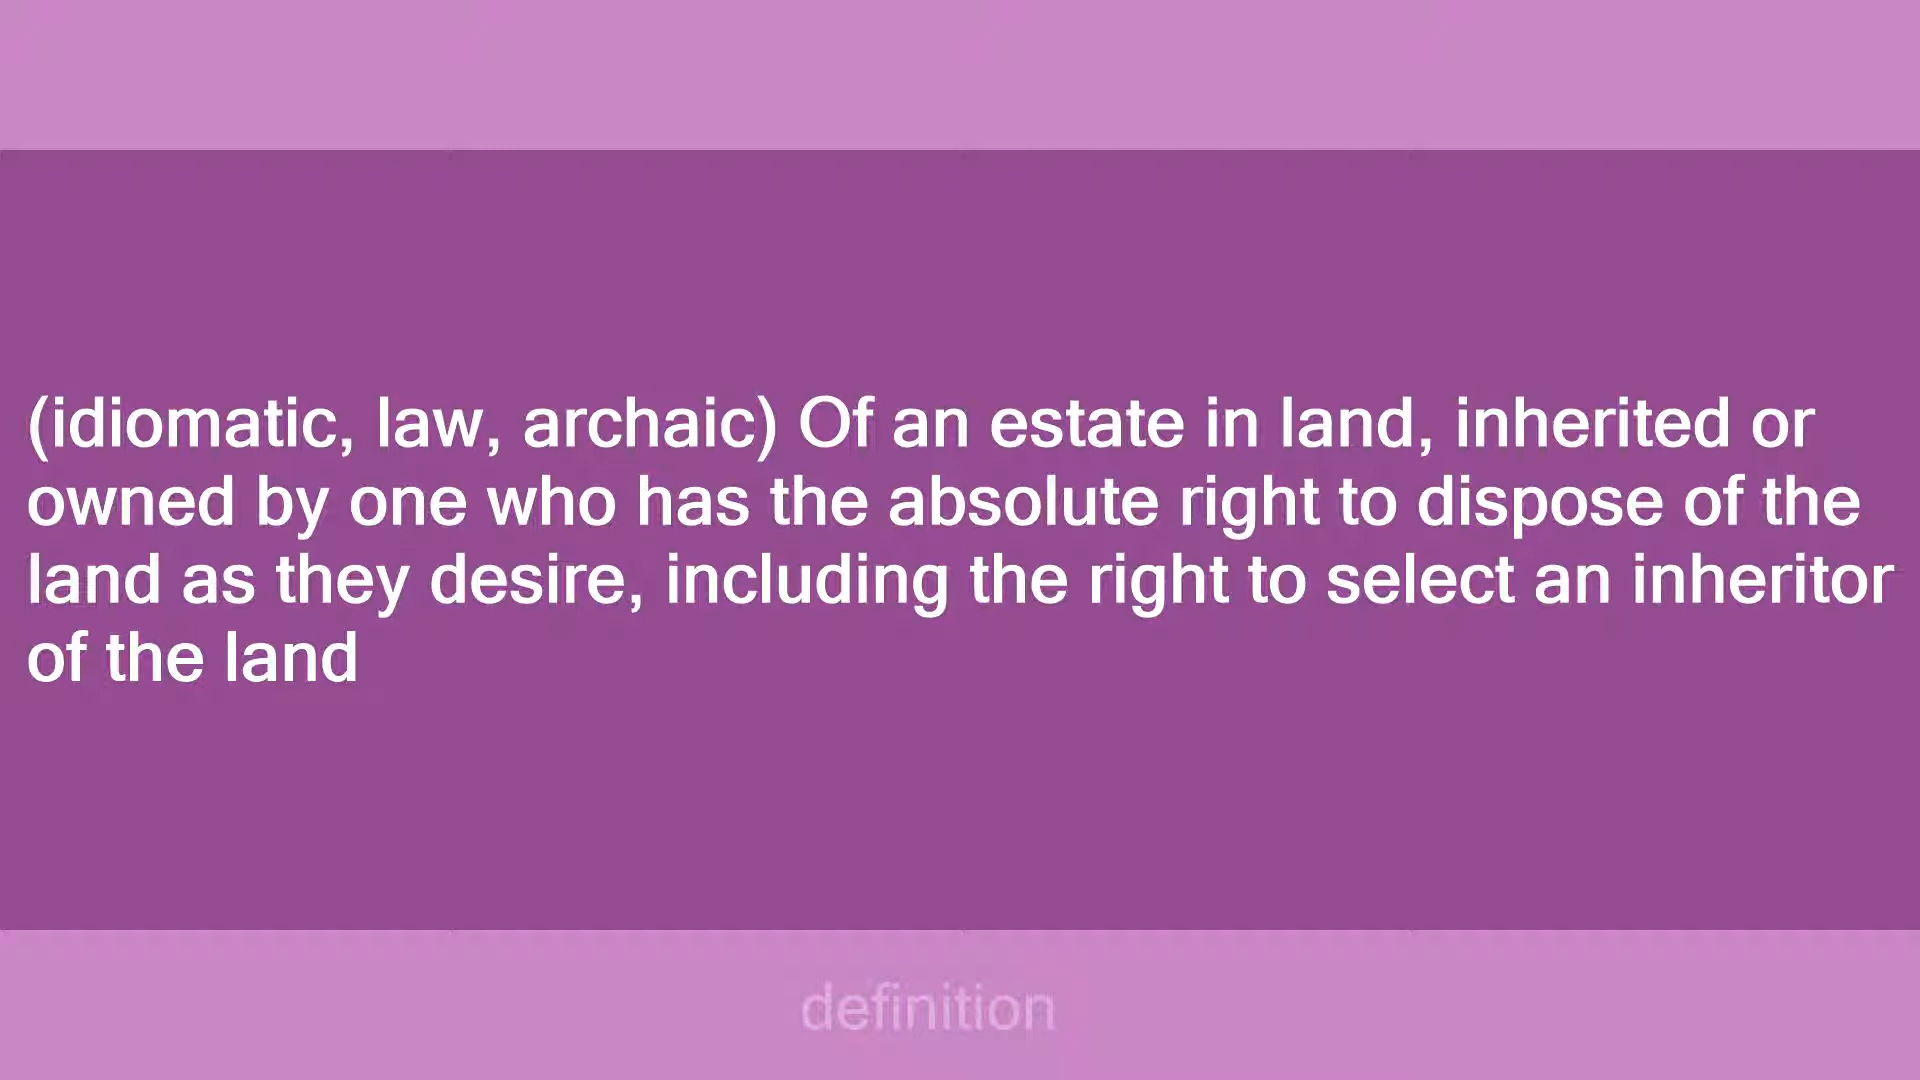 (idiomatic, law, archaic) Of an estate in land, inherited or
owned by one who has the absolute right to dispose of the
land as they desire, including the right to select an inheritor
of the land
definition